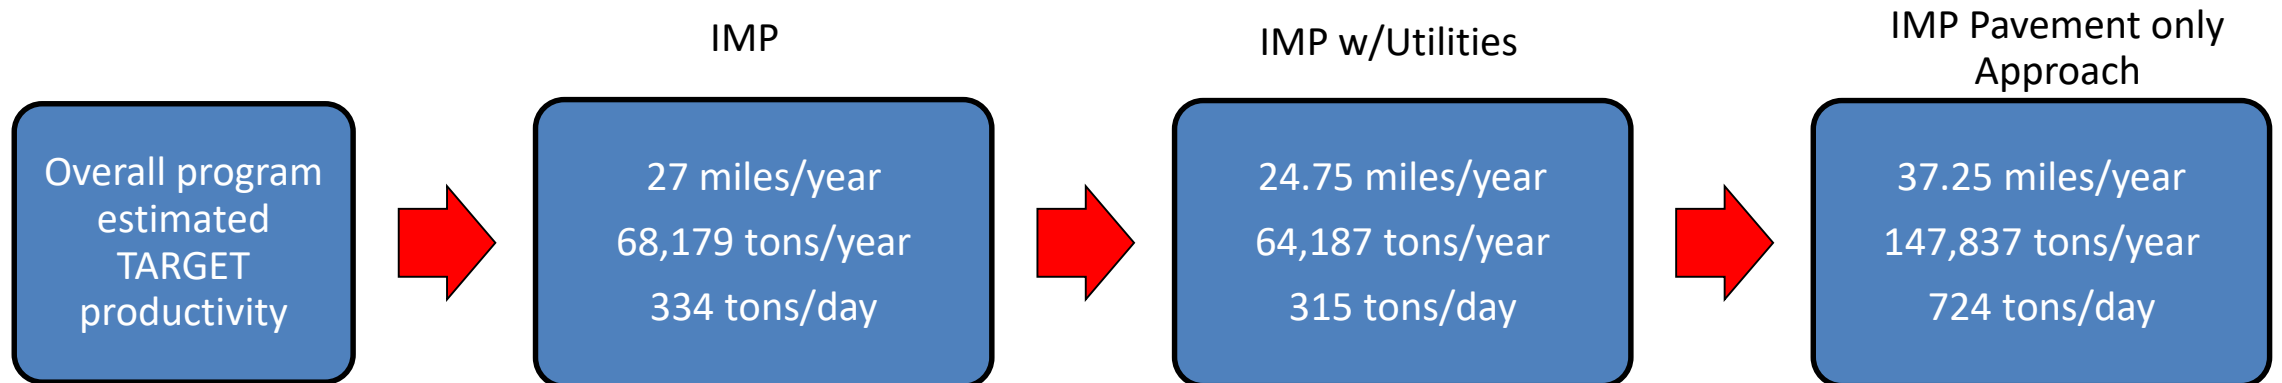 IMP
IMP w/Utilities
IMP Pavement only
Approach
Overall program
estimated
TARGET
productivity
27 miles/year
68,179 tons/year
334 tons/day
24.75 miles/year
64,187 tons/year
315 tons/day
37.25 miles/year
147,837 tons/year
724 tons/day